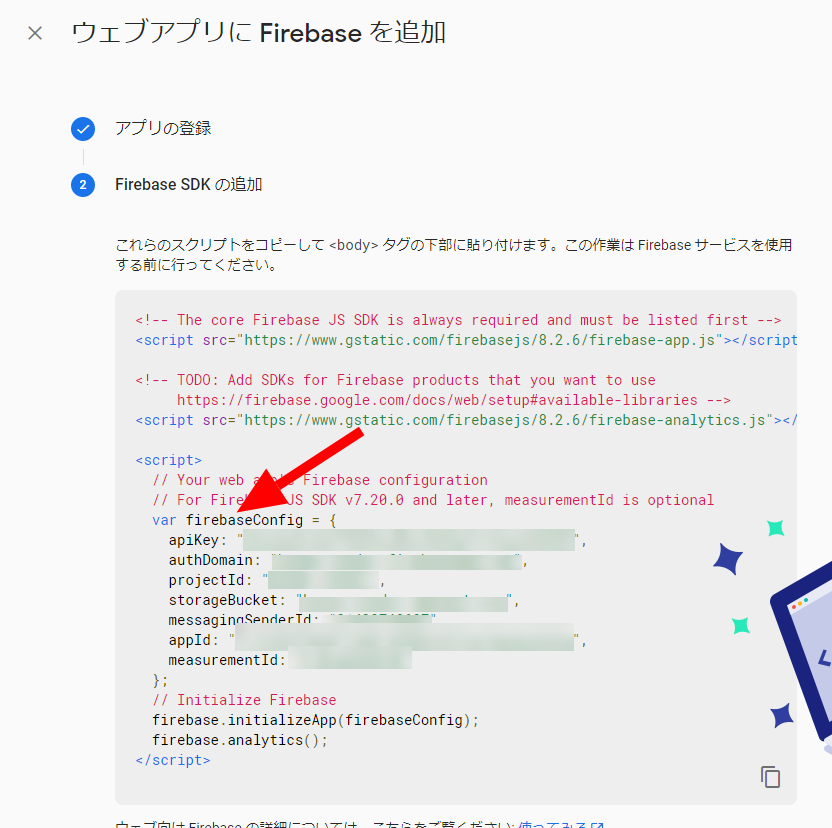 ウェブアプリに Firebase を追加
アプリの登録
2
Firebase SDK の追加
これらのスクリプトをコピーして <body> タグの下部に貼り付けます。この作業は Firebase サービスを使用
する前に行ってください。
<!-- The core Firebase JS SDK is always required and must be listed first -->
<script src="https://www.gstatic.com/firebasejs/8.2.6/firebase-app.js"></script
<!-- TODO: Add SDKs for Firebase products that you want to use
https://firebase.google.com/docs/web/setup#available-libraries -->
<script src="https://www.gstatic.com/firebasejs/8.2.6/firebase-analytics.js"></
<script>
// Your web Firebase configuration
// For JS SDK v7.20.0 and later, measurementId is optional
var firebaseConfig = {
apiKey: "",
authDomain: "",
projectId: ",
storageBucket: "",
messagingSenderId: ""
appId: "",
measurementId:
};
// Initialize Firebase
firebase.initializeApp(firebaseConfig);
firebase.analytics();
</script>
ウェブ向け Firebase の詳細については、こちらをご覧ください: 使ってみる